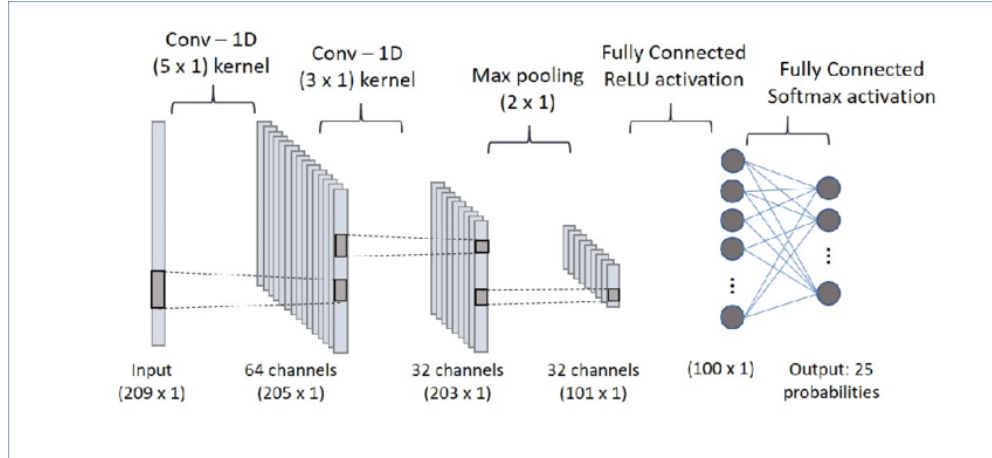 Conv – 1D
(5 x 1) kernel
Conv – 1D
(3 x 1) kernel
Max pooling
(2 x 1)
Fully Connected
ReLU activation
Fully Connected
Softmax activation
Input
(209 x 1)
64 channels
(205 x 1)
32 channels
(203 x 1)
32 channels
(101 x 1)
(100 x 1)
Output: 25
probabilities